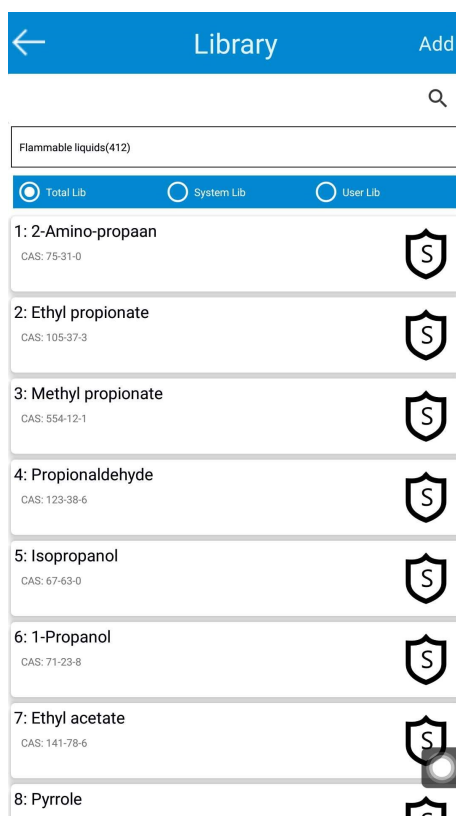 Library
Add
Flammable liquids(412)
Total Lib
System Lib
User Lib
1: 2-Amino-propaan
CAS: 75-31-0
S
2: Ethyl propionate
CAS: 105-37-3
S
3: Methyl propionate
CAS: 554-12-1
S
4: Propionaldehyde
CAS: 123-38-6
S
5: Isopropanol
CAS: 67-63-0
S
6: 1-Propanol
CAS: 71-23-8
S
7: Ethyl acetate
CAS: 141-78-6
S
8: Pyrrole
S